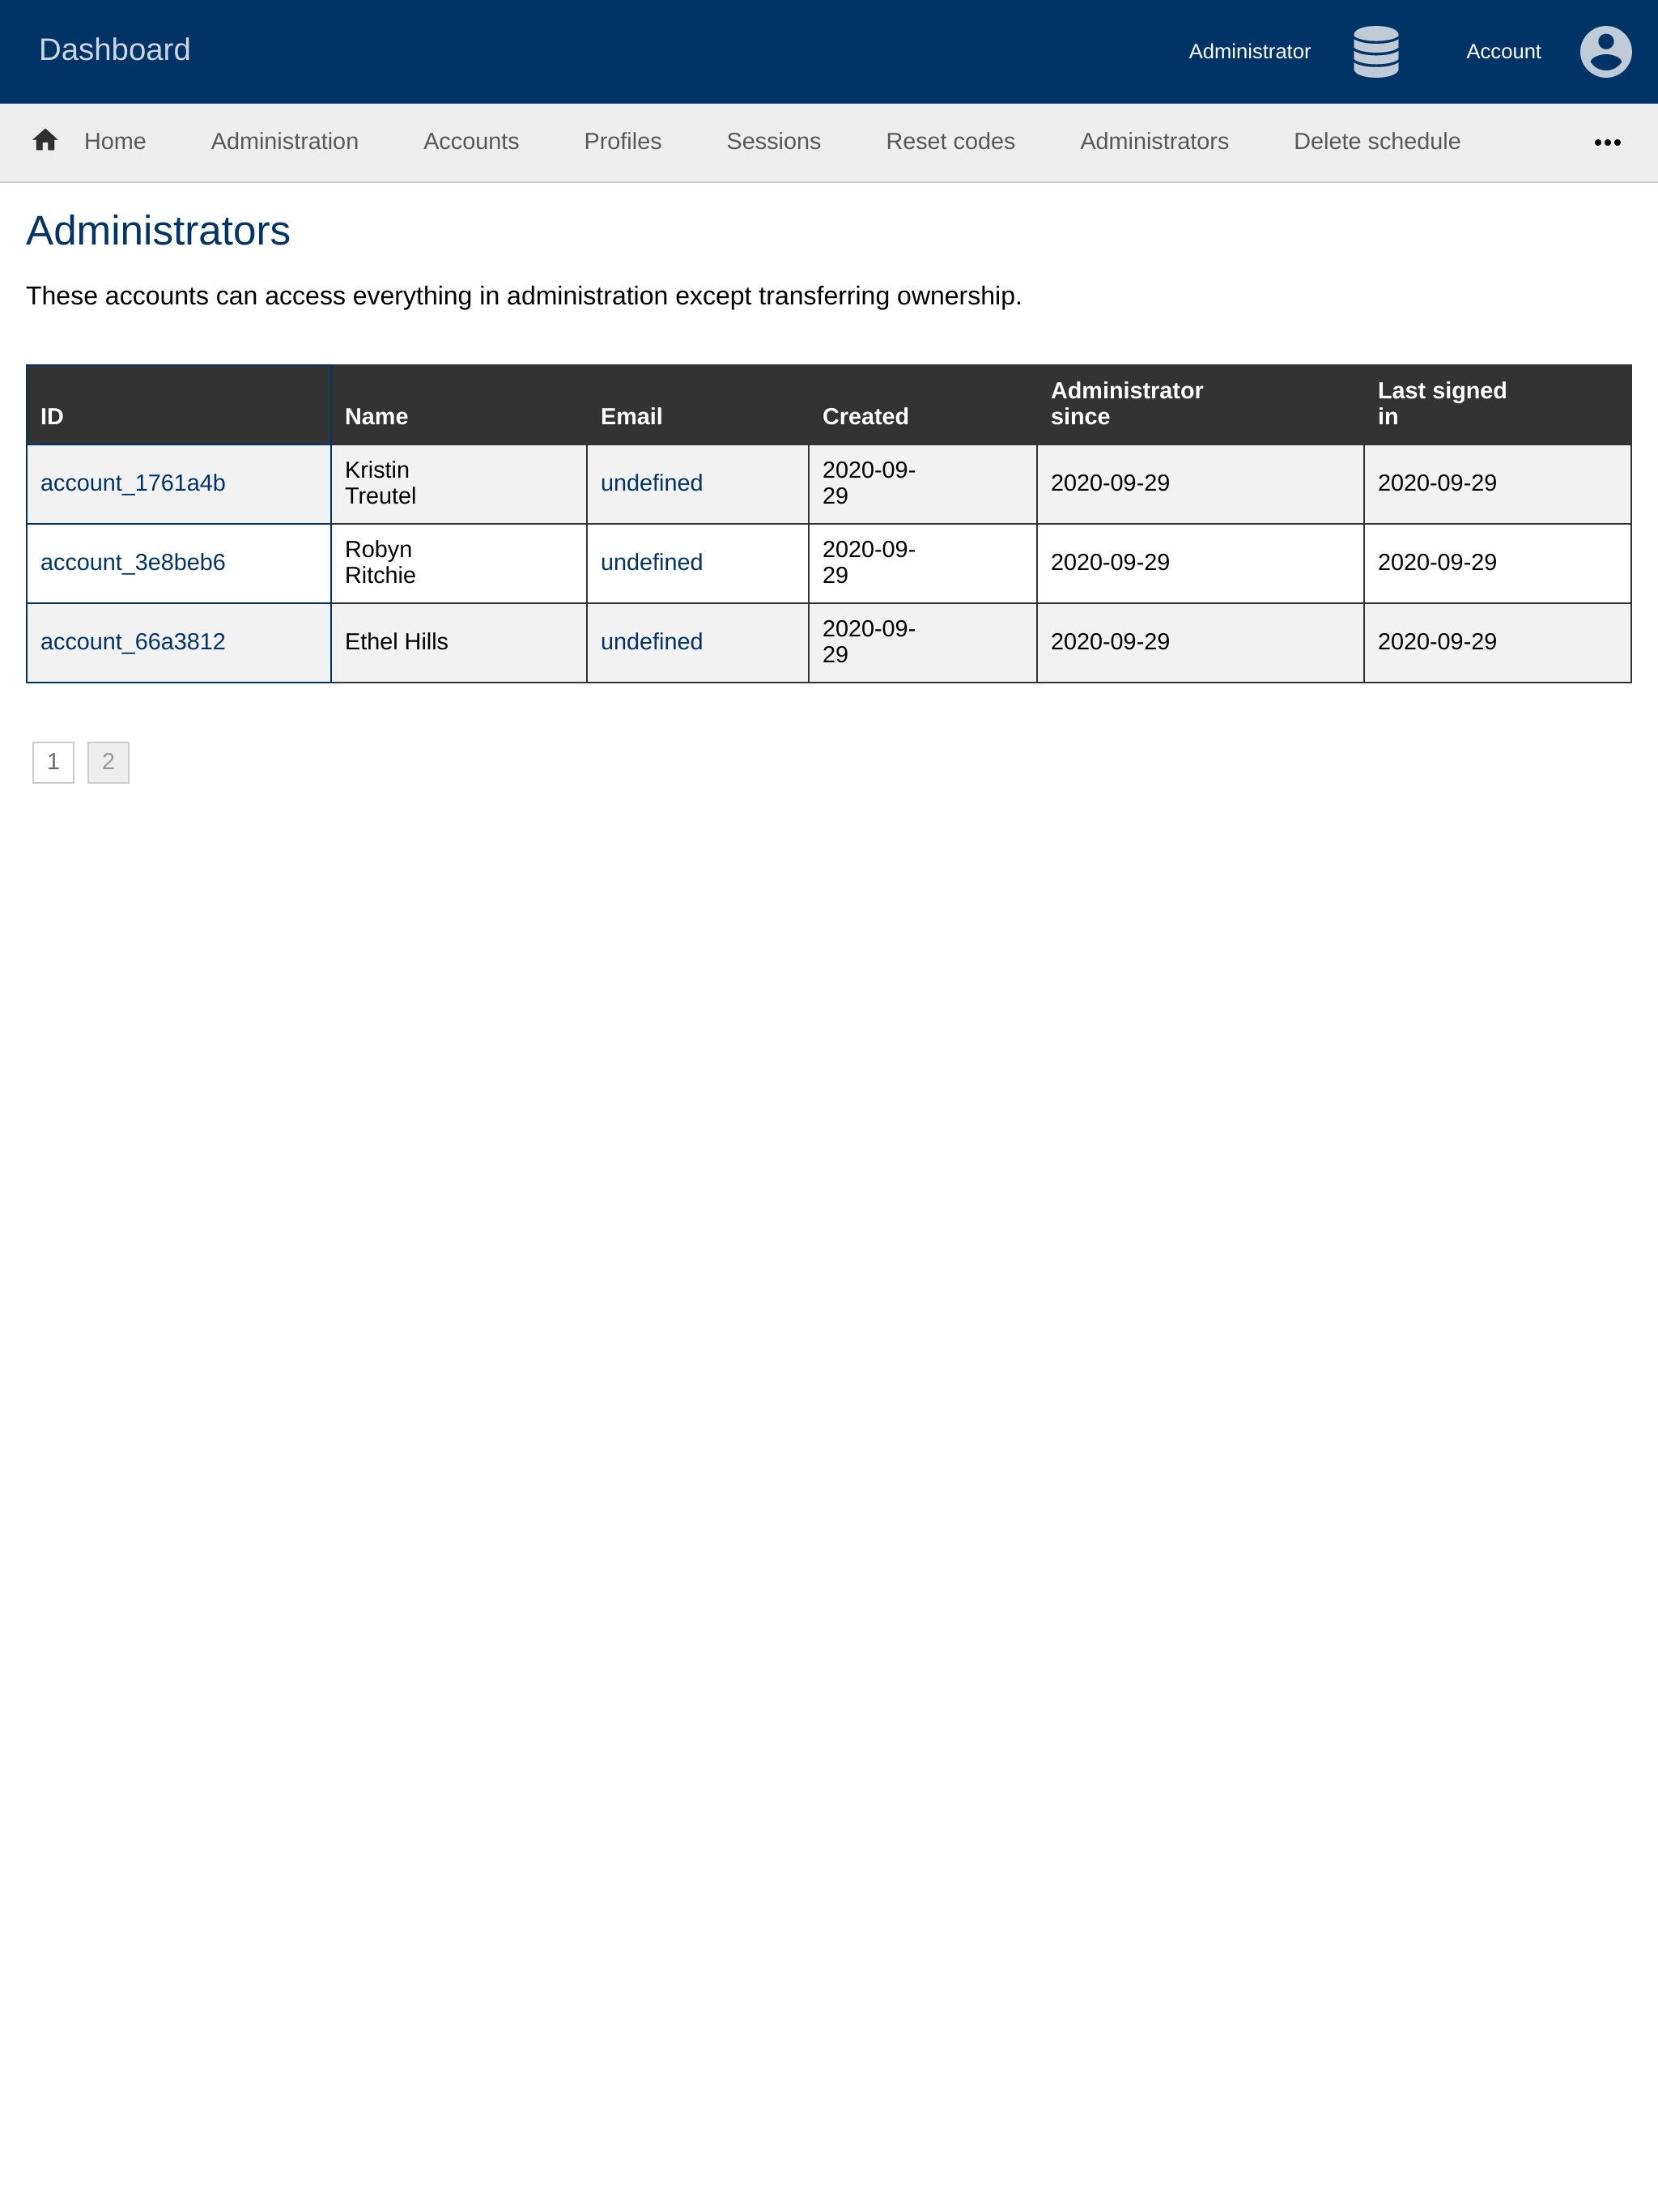 Dashboard
Administrator
Account
Home Administration Accounts Profiles Sessions Reset codes Administrators Delete schedule
Administrators
These accounts can access everything in administration except transferring ownership.
ID Name Email Created Administrator since Last signed in
account_1761a4b Kristin Treutel undefined 2020-09-29 2020-09-29 2020-09-29
account_3e8beb6 Robyn Ritchie undefined 2020-09-29 2020-09-29 2020-09-29
account_66a3812 Ethel Hills undefined 2020-09-29 2020-09-29 2020-09-29
1 2